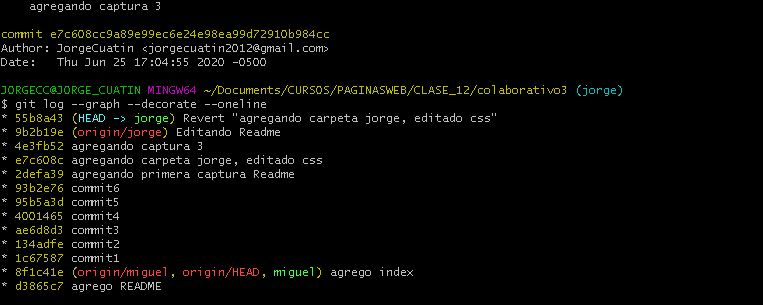 agregando captura 3
commit e7c608cc9a89e99ec6e24e98ea99d72910b984cc
Author: JorgeCuatin <jorgecuatin2012@gmail.com>
Date:   Thu Jun 25 17:04:55 2020 -0500
JORGECC@JORGE_CUATIN MINGW64 ~/Documents/CURSOS/PAGINASWEB/CLASE_12/colaborativo3 (jorge)
$ git log --graph --decorate --oneline
* 55b8a43 (HEAD -> jorge) Revert "agregando carpeta jorge, editado css"
* 9b2b19e (origin/jorge) Editando Readme
* 4e3fb52 agregando captura 3
* e7c608c agregando carpeta jorge, editado css
* 2defa39 agregando primera captura Readme
* 93b2e76 commit6
* 95b5a3d commit5
* 4001465 commit4
* ae6d8d3 commit3
* 134adfe commit2
* 1c67587 commit1
* 8f1c41e (origin/miguel, origin/HEAD, miguel) agrego index
* d3865c7 agrego README